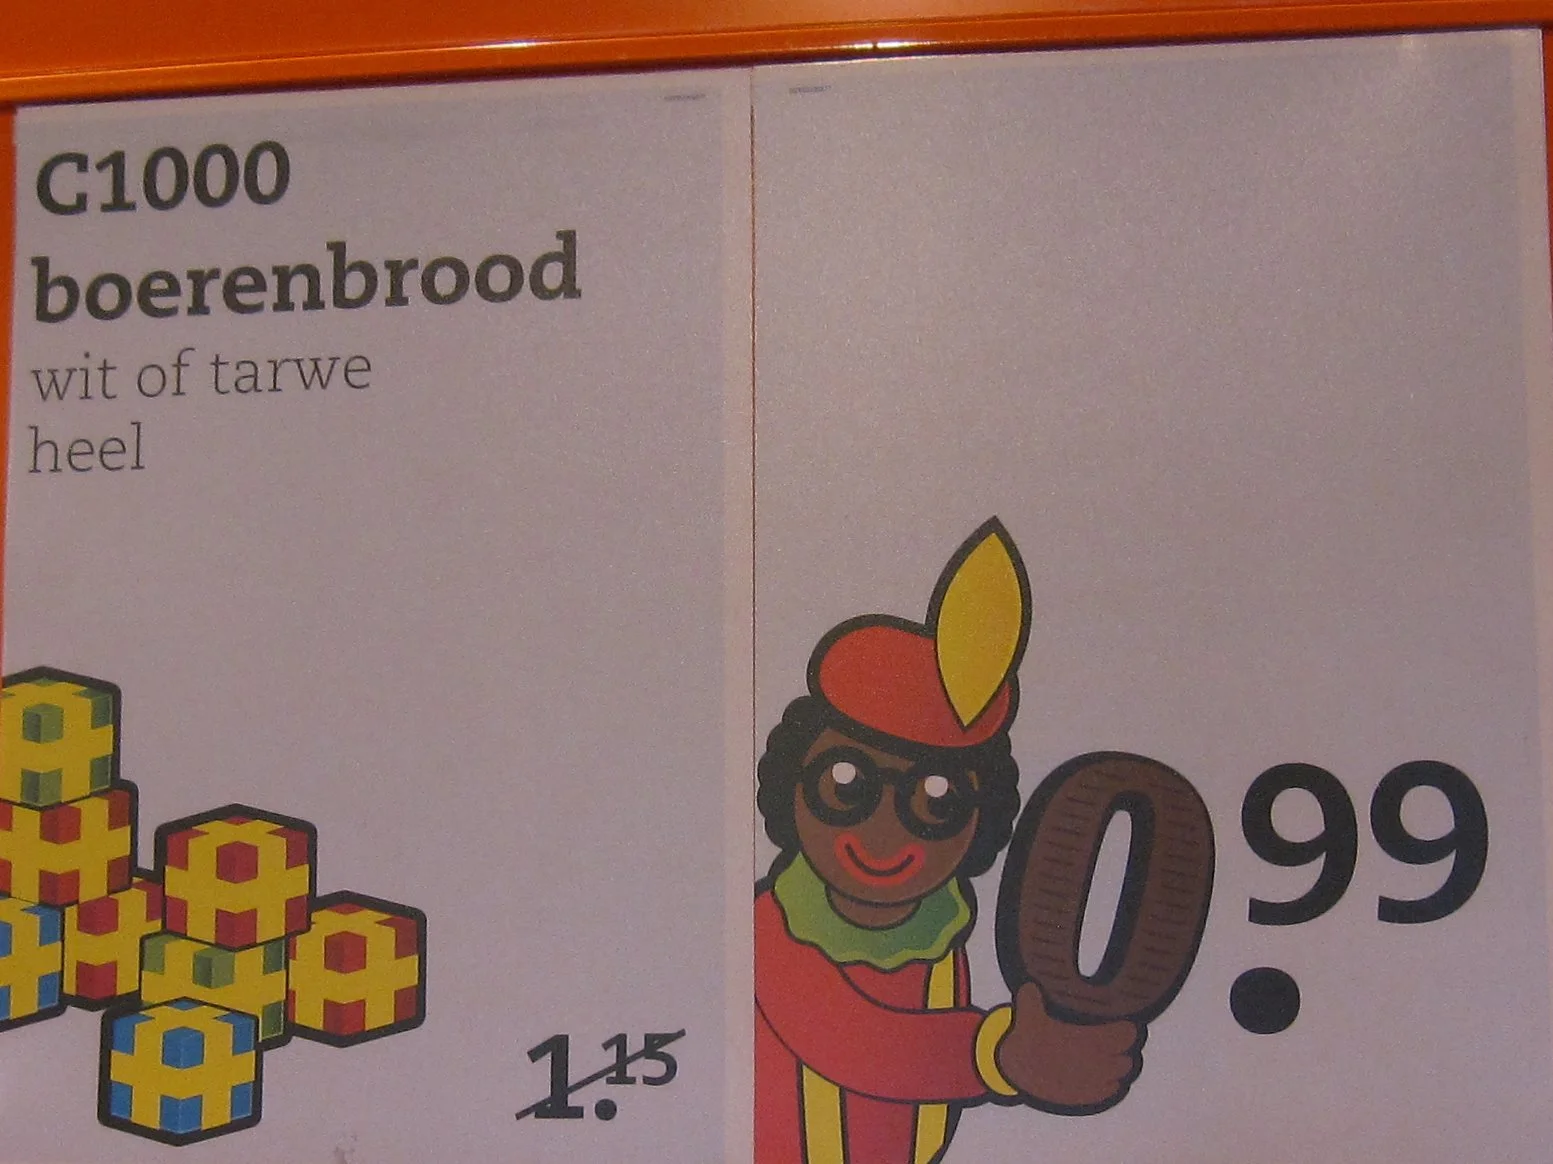 C1000
boerenbrood
wit of tarwe
heel
1.15
0.99